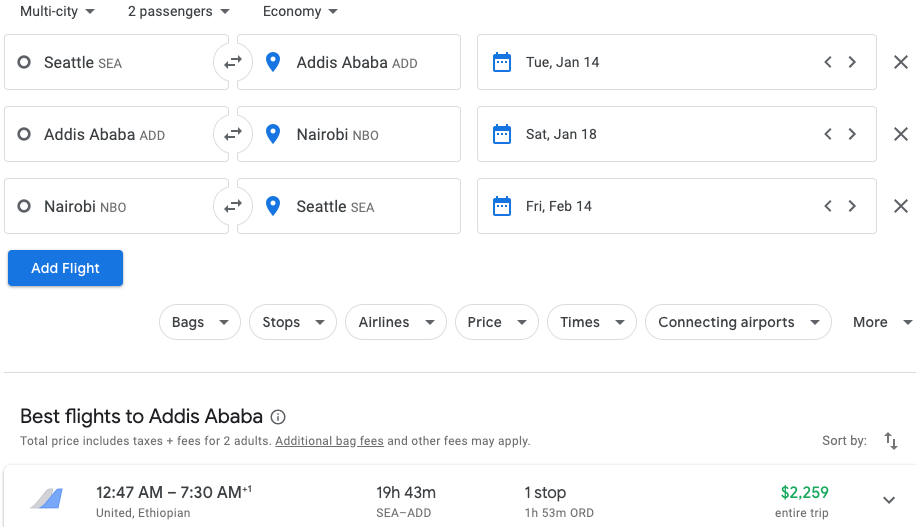 Multi-city 2 passengers Economy
Seattle SEA Addis Ababa ADD Tue, Jan 14
Addis Ababa ADD Nairobi NBO Sat, Jan 18
Nairobi NBO Seattle SEA Fri, Feb 14
Add Flight
Bags Stops Airlines Price Times Connecting airports More
Best flights to Addis Ababa
Total price includes taxes + fees for 2 adults. Additional bag fees and other fees may apply. Sort by:
12:47 AM – 7:30 AM+1 19h 43m 1 stop $2,259
United, Ethiopian SEA–ADD 1h 53m ORD entire trip